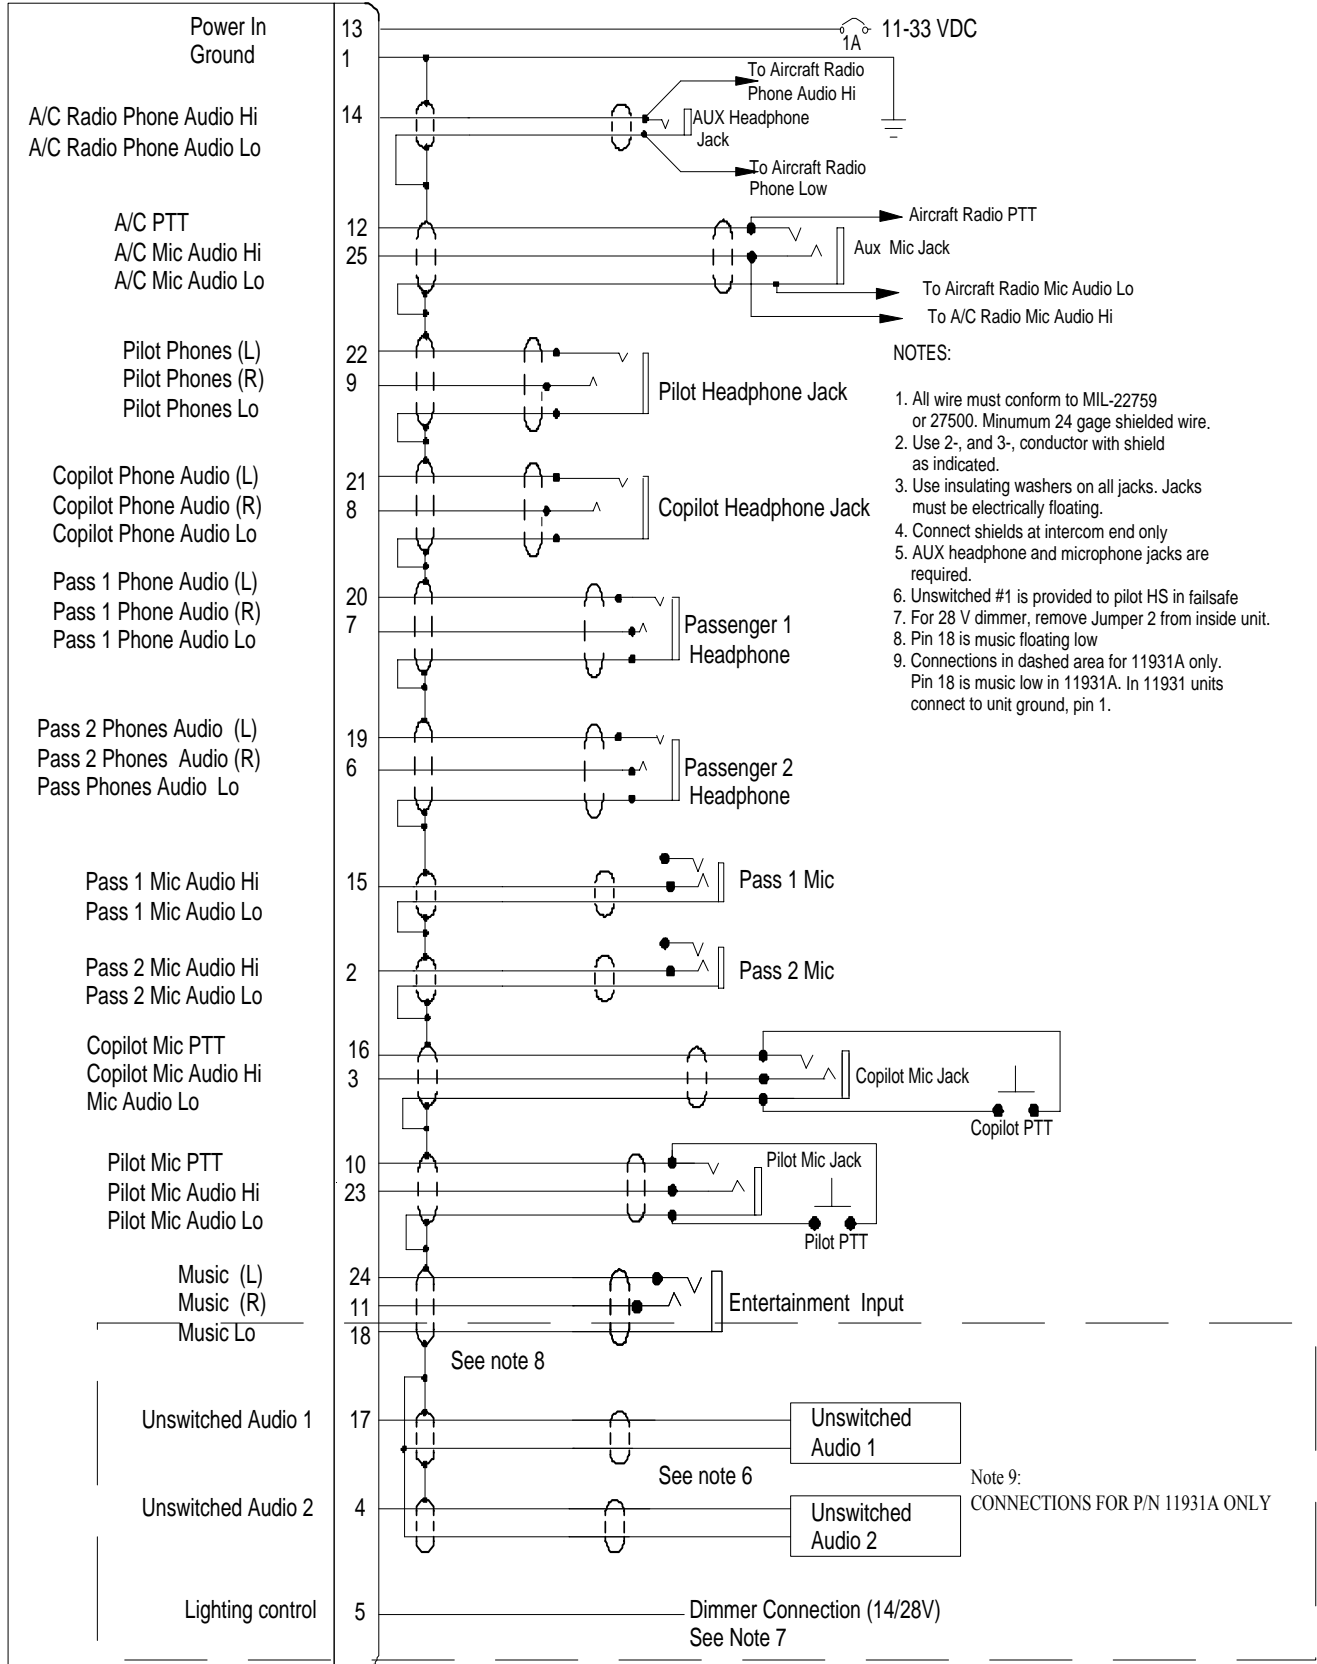 Power In 13 1A 11-33 VDC
Ground 1
To Aircraft Radio
Phone Audio Hi
A/C Radio Phone Audio Hi 14 AUX Headphone
Jack
A/C Radio Phone Audio Lo
To Aircraft Radio
Phone Low
A/C PTT 12 Aircraft Radio PTT
A/C Mic Audio Hi 25 Aux Mic Jack
A/C Mic Audio Lo
To Aircraft Radio Mic Audio Lo
To A/C Radio Mic Audio Hi
Pilot Phones (L) 22
Pilot Phones (R) 9 Pilot Headphone Jack
Pilot Phones Lo
Copilot Phone Audio (L) 21
Copilot Phone Audio (R) 8 Copilot Headphone Jack
Copilot Phone Audio Lo
Pass 1 Phone Audio (L) 20
Pass 1 Phone Audio (R) 7 Passenger 1
Pass 1 Phone Audio Lo Headphone
Pass 2 Phones Audio (L) 19
Pass 2 Phones Audio (R) 6 Passenger 2
Pass Phones Audio Lo Headphone
NOTES:
1. All wire must conform to MIL-22759
or 27500. Minumum 24 gage shielded wire.
2. Use 2-, and 3-, conductor with shield
as indicated.
3. Use insulating washers on all jacks. Jacks
must be electrically floating.
4. Connect shields at intercom end only
5. AUX headphone and microphone jacks are
required.
6. Unswitched #1 is provided to pilot HS in failsafe
7. For 28 V dimmer, remove Jumper 2 from inside unit.
8. Pin 18 is music floating low
9. Connections in dashed area for 11931A only.
Pin 18 is music low in 11931A. In 11931 units
connect to unit ground, pin 1.
Pass 1 Mic Audio Hi 15 Pass 1 Mic
Pass 1 Mic Audio Lo
Pass 2 Mic Audio Hi 2 Pass 2 Mic
Pass 2 Mic Audio Lo
Copilot Mic PTT 16
Copilot Mic Audio Hi 3 Copilot Mic Jack
Mic Audio Lo
Copilot PTT
Pilot Mic PTT 10 Pilot Mic Jack
Pilot Mic Audio Hi 23
Pilot Mic Audio Lo
Pilot PTT
Music (L) 24
Music (R) 11 Entertainment Input
Music Lo 18
See note 8
Unswitched Audio 1 17 Unswitched
Audio 1
See note 6
Note 9:
CONNECTIONS FOR P/N 11931A ONLY
Unswitched Audio 2 4 Unswitched
Audio 2
Lighting control 5 Dimmer Connection (14/28V)
See Note 7